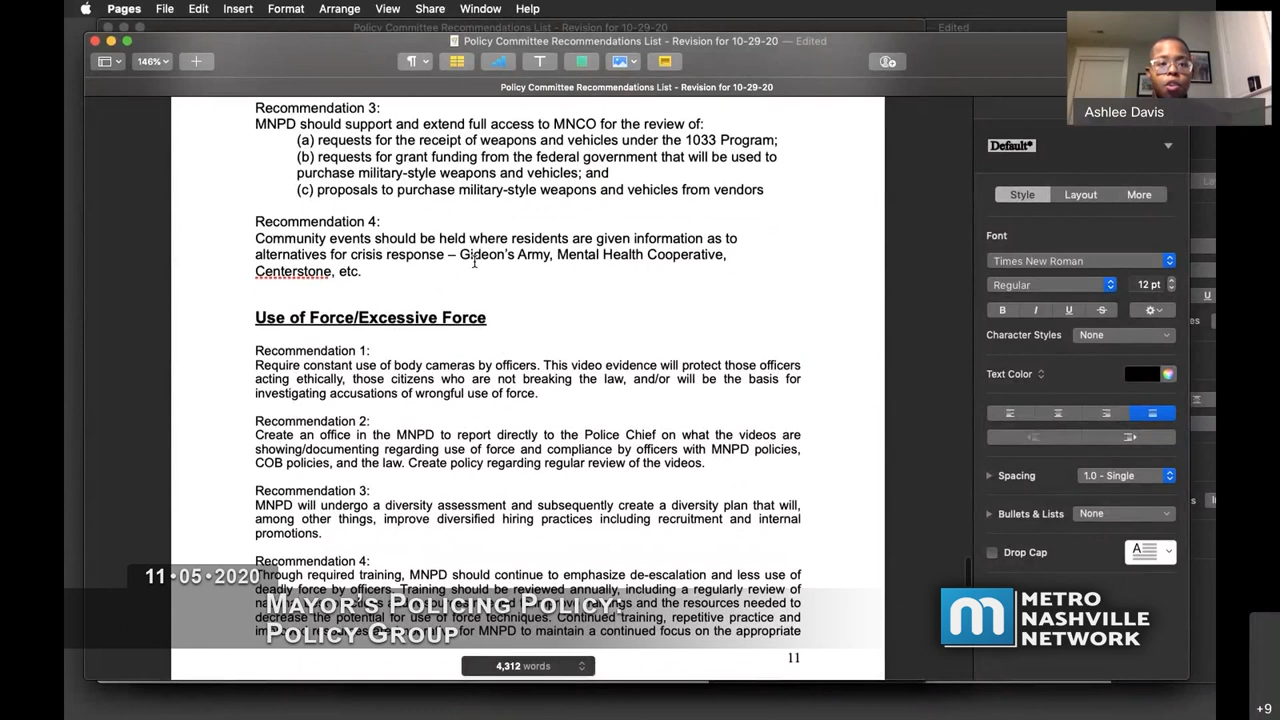 Pages File Edit Insert Format Arrange View Share Window Help
Policy Committee Recommendations List - Revision for 10-29-20
Edited
Policy Committee Recommendations List - Revision for 10-29-20 — Edited
146%
Policy Committee Recommendations List - Revision for 10-29-20
Ashlee Davis
Recommendation 3:
MNPD should support and extend full access to MNCO for the review of:
(a) requests for the receipt of weapons and vehicles under the 1033 Program;
(b) requests for grant funding from the federal government that will be used to
purchase military-style weapons and vehicles; and
(c) proposals to purchase military-style weapons and vehicles from vendors
Recommendation 4:
Community events should be held where residents are given information as to
alternatives for crisis response – Gideon's Army, Mental Health Cooperative,
Centerstone, etc.
Use of Force/Excessive Force
Recommendation 1:
Require constant use of body cameras by officers. This video evidence will protect those officers
acting ethically, those citizens who are not breaking the law, and/or will be the basis for
investigating accusations of wrongful use of force.
Recommendation 2:
Create an office in the MNPD to report directly to the Police Chief on what the videos are
showing/documenting regarding use of force and compliance by officers with MNPD policies,
COB policies, and the law. Create policy regarding regular review of the videos.
Recommendation 3:
MNPD will undergo a diversity assessment and subsequently create a diversity plan that will,
among other things, improve diversified hiring practices including recruitment and internal
promotions.
Recommendation 4:
Through required training, MNPD should continue to emphasize de-escalation and less use of
deadly force by officers. Training should be reviewed annually, including a regularly review of
and the resources needed to
decrease the potential for use of force techniques. Continued training, repetitive practice and
for MNPD to maintain a continued focus on the appropriate
11
4,312 words
Default*
Style Layout More
Font
Times New Roman
Regular 12 pt
B I U S
Character Styles None
Text Color
Spacing 1.0 - Single
Bullets & Lists None
Drop Cap A
11•05•2020
Mayor's Policing Policy:
Policy Group
METRO
NASHVILLE
NETWORK
+9